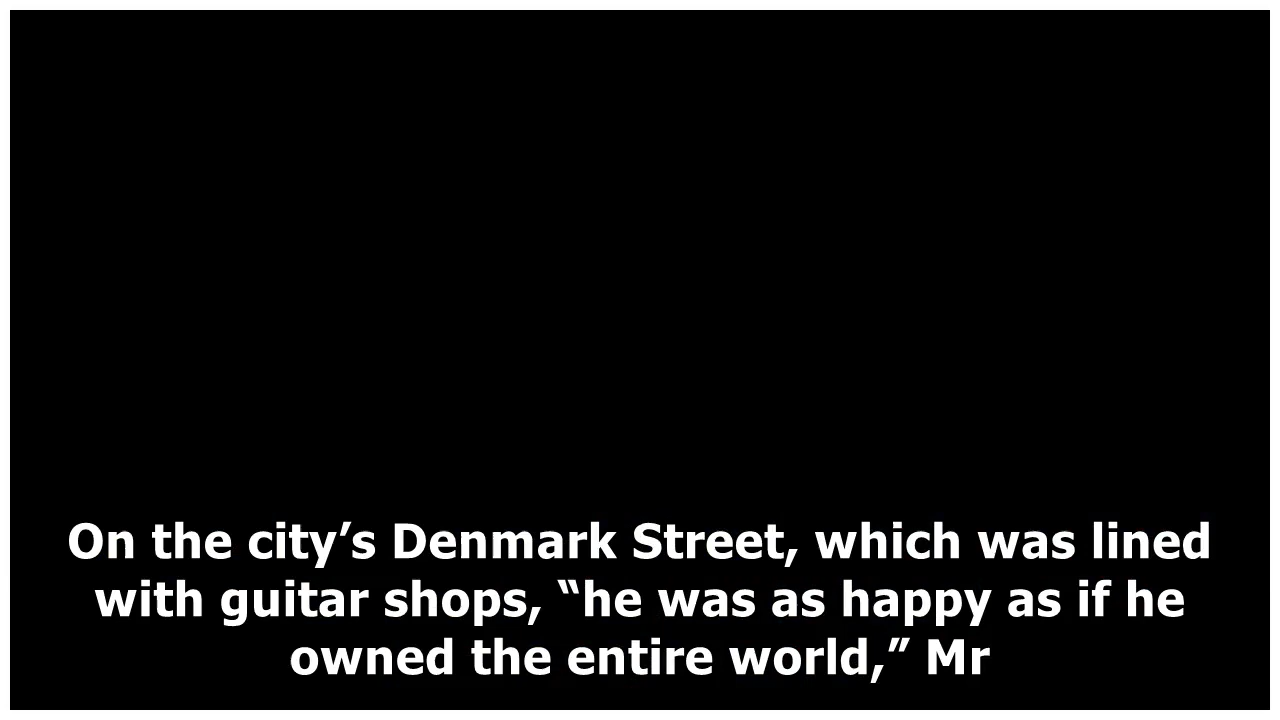 On the city’s Denmark Street, which was lined
with guitar shops, “he was as happy as if he
owned the entire world,” Mr